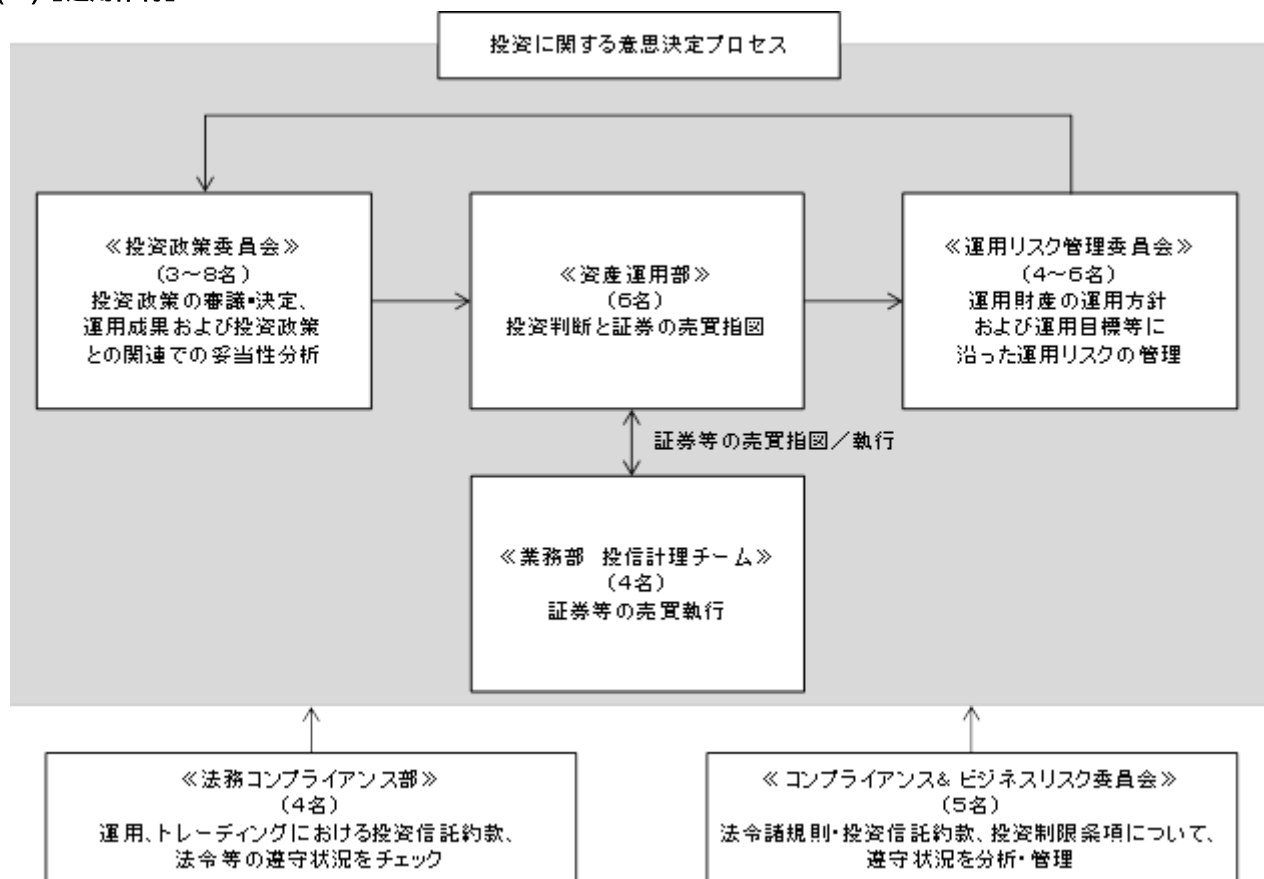 投資に関する意思決定プロセス
≪投資政策委員会≫
(3～8名)
投資政策の審議・決定、
運用成果および投資政策
との関連での妥当性分析
≪資産運用部≫
(6名)
投資判断と証券の売買指図
≪運用リスク管理委員会≫
(4～6名)
運用財産の運用方針
および運用目標等に
沿った運用リスクの管理
証券等の売買指図／執行
≪業務部　投信計理チーム≫
(4名)
証券等の売買執行
≪法務コンプライアンス部≫
(4名)
運用、トレーディングにおける投資信託約款、
法令等の遵守状況をチェック
≪コンプライアンス& ビジネスリスク委員会≫
(5名)
法令諸規則・投資信託約款、投資制限条項について、
遵守状況を分析・管理